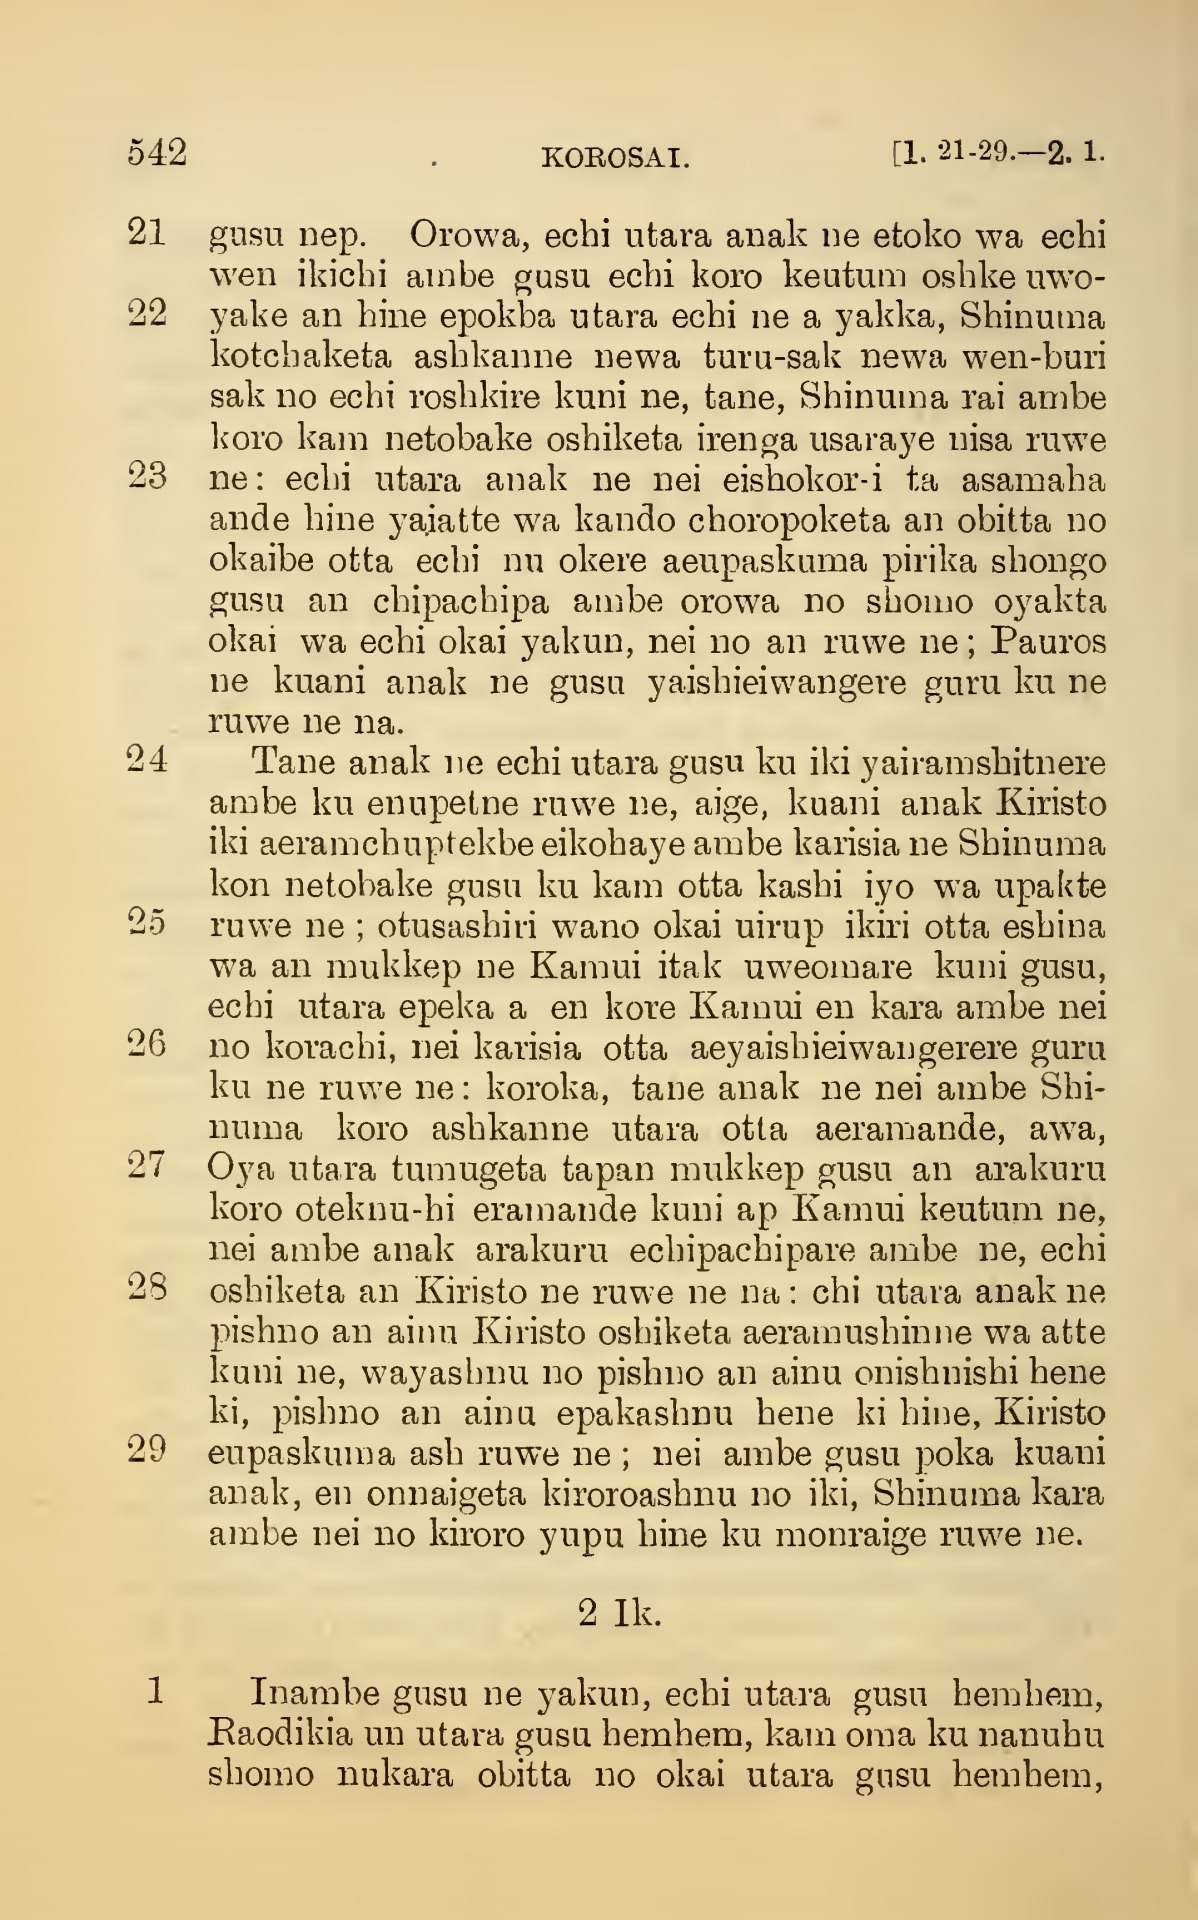 542 KOROSAI. [1. 21-29.—2. 1.
21 gusu nep. Orowa, echi utara anak ne etoko wa echi
wen ikichi ambe gusu echi koro keutum oshke uwo-
22 yake an hine epokba utara echi ne a yakka, Shinuma
kotchaketa ashkanne newa turu-sak newa wen-buri
sak no echi roshkire kuni ne, tane, Shinuma rai ambe
koro kam netobake oshiketa irenga usaraye nisa ruwe
23 ne: echi utara anak ne nei eishokor-i ta asamaha
ande hine yaiatte wa kando choropoketa an obitta no
okaibe otta echi nu okere aeupaskuma pirika shongo
gusu an chipachipa ambe orowa no shomo oyakta
okai wa echi okai yakun, nei no an ruwe ne; Pauros
ne kuani anak ne gusu yaishieiwangere guru ku ne
ruwe ne na.
24 Tane anak ne echi utara gusu ku iki yairamshitnere
ambe ku enupetne ruwe ne, aige, kuani anak Kiristo
iki aeramchuptekbe eikohaye ambe karisia ne Shinuma
kon netobake gusu ku kam otta kashi iyo wa upakte
25 ruwe ne; otusashiri wano okai uirup ikiri otta eshina
wa an mukkep ne Kamui itak uweomare kuni gusu,
echi utara epeka a en kore Kamui en kara ambe nei
26 no korachi, nei karisia otta aeyaishieiwangerere guru
ku ne ruwe ne: koroka, tane anak ne nei ambe Shi-
numa koro ashkanne utara otta aeramande, awa,
27 Oya utara tumugeta tapan mukkep gusu an arakuru
koro oteknu-hi eramande kuni ap Kamui keutum ne,
nei ambe anak arakuru echipachipare ambe ne, echi
28 oshiketa an Kiristo ne ruwe ne na: chi utara anak ne
pishno an ainu Kiristo oshiketa aeramushinne wa atte
kuni ne, wayashnu no pishno an ainu onishnishi hene
ki, pishno an ainu epakashnu hene ki hine, Kiristo
29 eupaskuma ash ruwe ne; nei ambe gusu poka kuani
anak, en onnaigeta kiroroashnu no iki, Shinuma kara
ambe nei no kiroro yupu hine ku monraige ruwe ne.
2 Ik.
1 Inambe gusu ne yakun, echi utara gusu hemhem,
Raodikia un utara gusu hemhem, kam oma ku nanuhu
shomo nukara obitta no okai utara gusu hemhem,